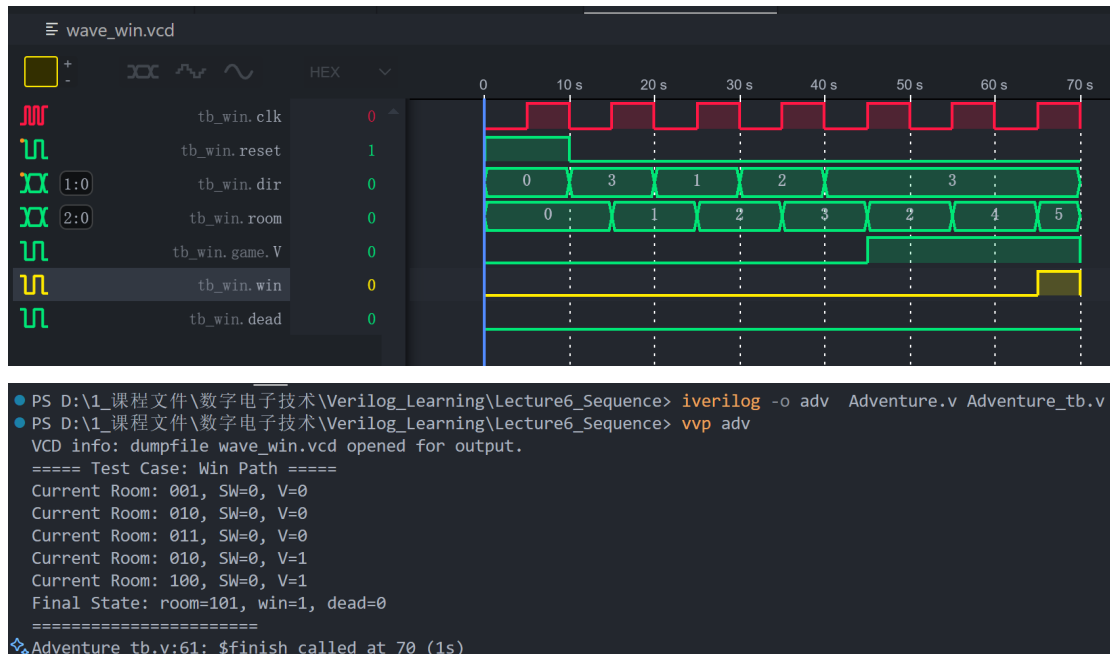 wave_win.vcd
+
-
HEX
0 10 s 20 s 30 s 40 s 50 s 60 s 70 s
tb_win.clk 0
tb_win.reset 1
1:0 tb_win.dir 0 0 3 1 2 3
2:0 tb_win.room 0 0 1 2 3 2 4 5
tb_win.game.V 0
tb_win.win 0
tb_win.dead 0
PS D:\1_课程文件\数字电子技术\Verilog_Learning\Lecture6_Sequence> iverilog -o adv  Adventure.v Adventure_tb.v
PS D:\1_课程文件\数字电子技术\Verilog_Learning\Lecture6_Sequence> vvp adv
VCD info: dumpfile wave_win.vcd opened for output.
===== Test Case: Win Path =====
Current Room: 001, SW=0, V=0
Current Room: 010, SW=0, V=0
Current Room: 011, SW=0, V=0
Current Room: 010, SW=0, V=1
Current Room: 100, SW=0, V=1
Final State: room=101, win=1, dead=0
=======================
Adventure_tb.v:61: $finish called at 70 (1s)